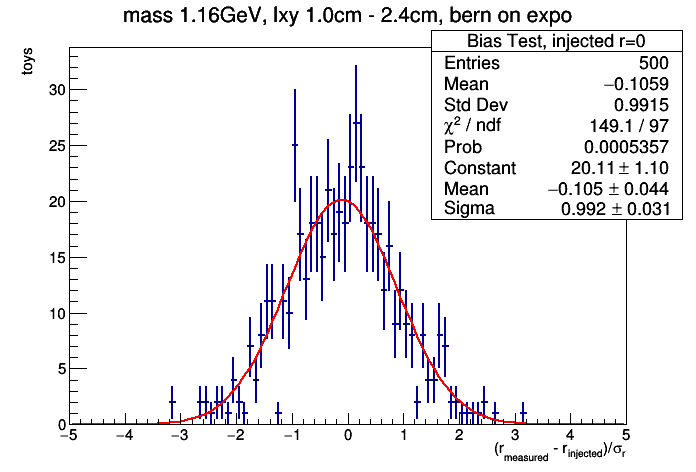 mass 1.16GeV, lxy 1.0cm - 2.4cm, bern on expo
toys
Bias Test, injected r=0
Entries 500
Mean −0.1059
Std Dev 0.9915
χ² / ndf 149.1 / 97
Prob 0.0005357
Constant 20.11 ± 1.10
Mean −0.105 ± 0.044
Sigma 0.992 ± 0.031
30
25
20
15
10
5
0
−5 −4 −3 −2 −1 0 1 2 3 4 5
(r_measured - r_injected)/σ_r